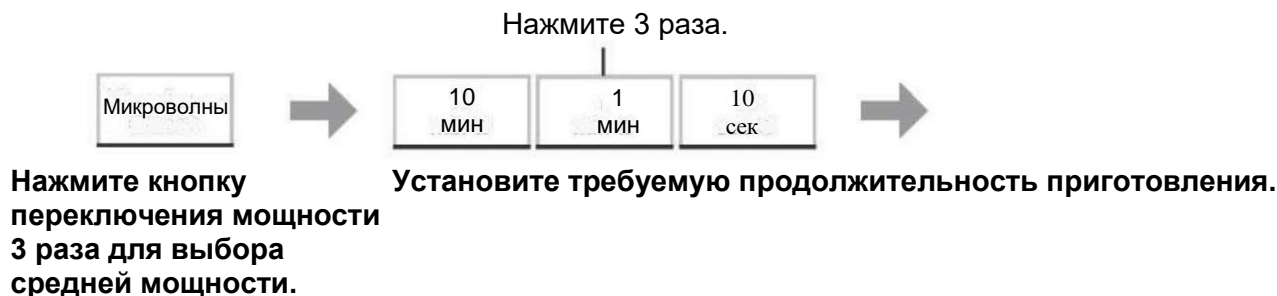 Нажмите 3 раза.
Микроволны
10
мин
1
мин
10
сек
Нажмите кнопку
переключения мощности
3 раза для выбора
средней мощности.
Установите требуемую продолжительность приготовления.